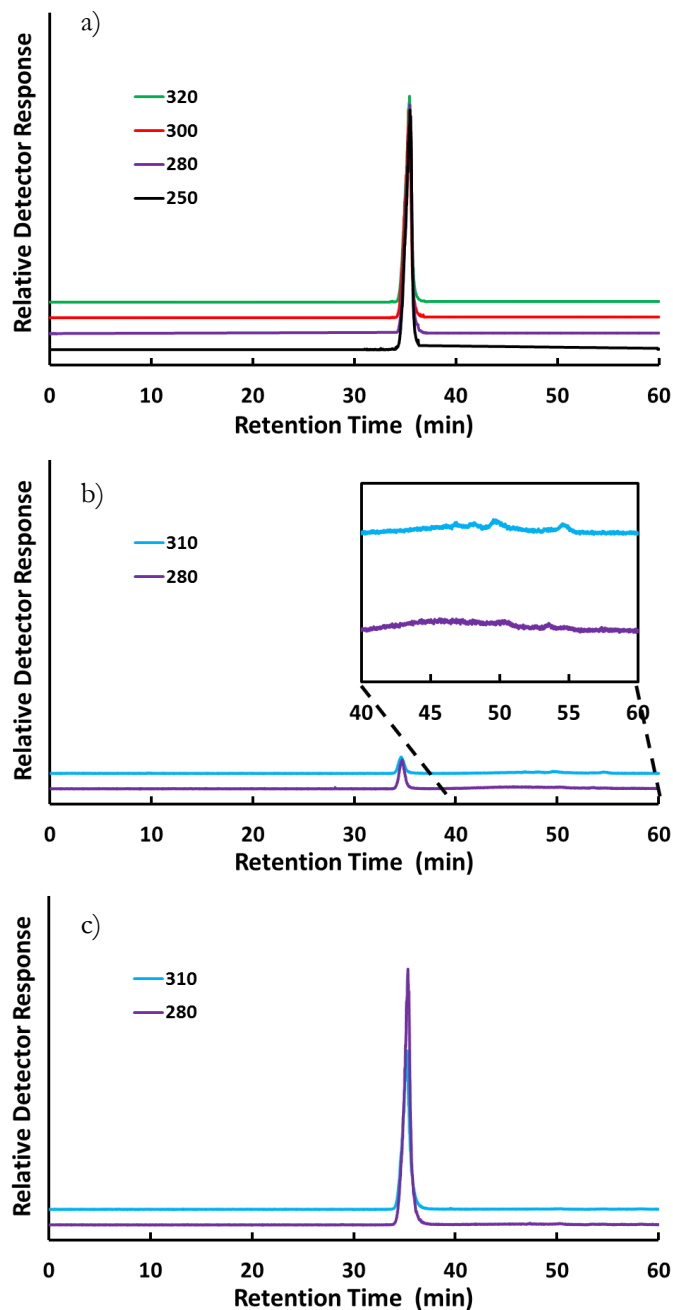 a)
Relative Detector Response
320
300
280
250
0 10 20 30 40 50 60
Retention Time (min)
b)
Relative Detector Response
310
280
40 45 50 55 60
0 10 20 30 40 50 60
Retention Time (min)
c)
Relative Detector Response
310
280
0 10 20 30 40 50 60
Retention Time (min)